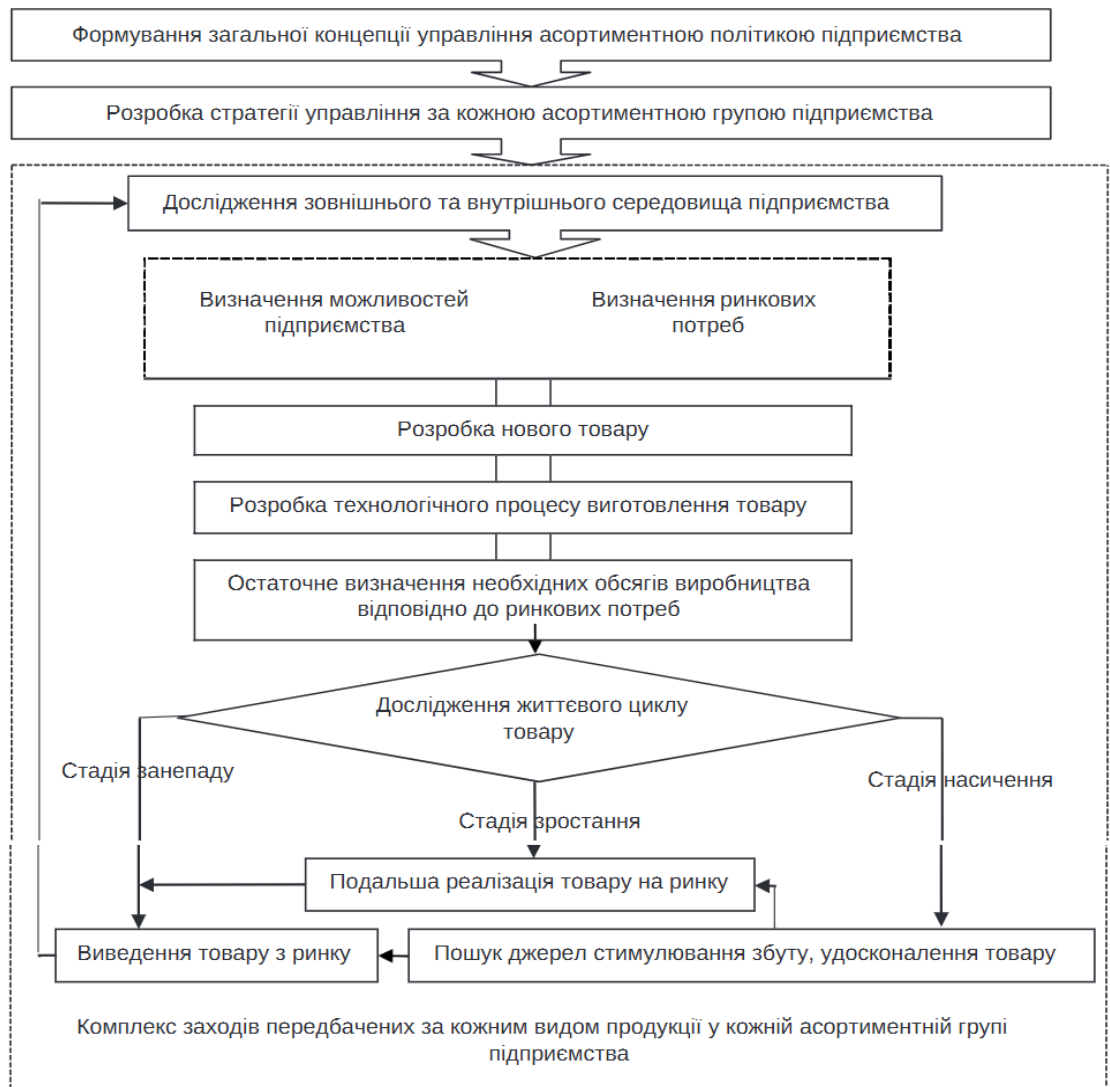 Формування загальної концепції управління асортиментною політикою підприємства
Розробка стратегії управління за кожною асортиментною групою підприємства
Дослідження зовнішнього та внутрішнього середовища підприємства
Визначення можливостей
підприємства
Визначення ринкових
потреб
Розробка нового товару
Розробка технологічного процесу виготовлення товару
Остаточне визначення необхідних обсягів виробництва
відповідно до ринкових потреб
Дослідження життєвого циклу
товару
Стадія занепаду
Стадія зростання
Стадія насичення
Подальша реалізація товару на ринку
Виведення товару з ринку
Пошук джерел стимулювання збуту, удосконалення товару
Комплекс заходів передбачених за кожним видом продукції у кожній асортиментній групі
підприємства